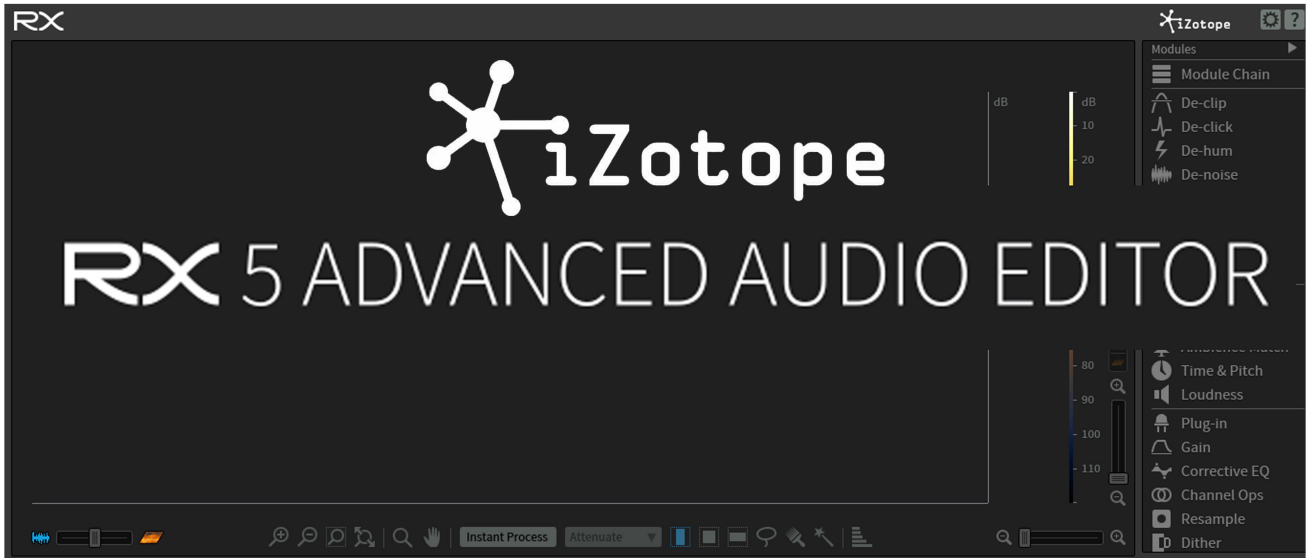 RX
iZotope
?
Modules
Module Chain
De-clip
De-click
De-hum
De-noise
dB
dB
10
20
iZotope
RX 5 ADVANCED AUDIO EDITOR
80
90
100
110
Ambience Match
Time & Pitch
Loudness
Plug-in
Gain
Corrective EQ
Channel Ops
Resample
Dither
Instant Process
Attenuate